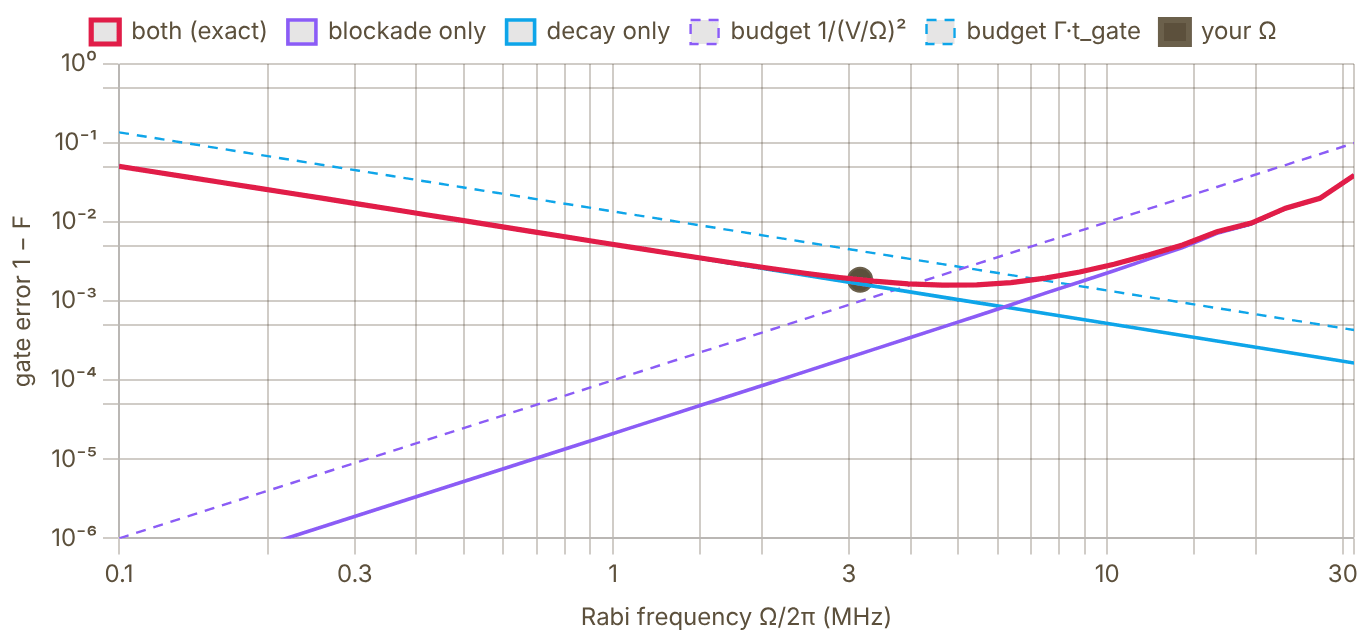 both (exact) blockade only decay only budget 1/(V/Ω)² budget Γ·t_gate your Ω
10⁰
10⁻¹
10⁻²
10⁻³
10⁻⁴
10⁻⁵
10⁻⁶
gate error 1 − F
0.1 0.3 1 3 10 30
Rabi frequency Ω/2π (MHz)